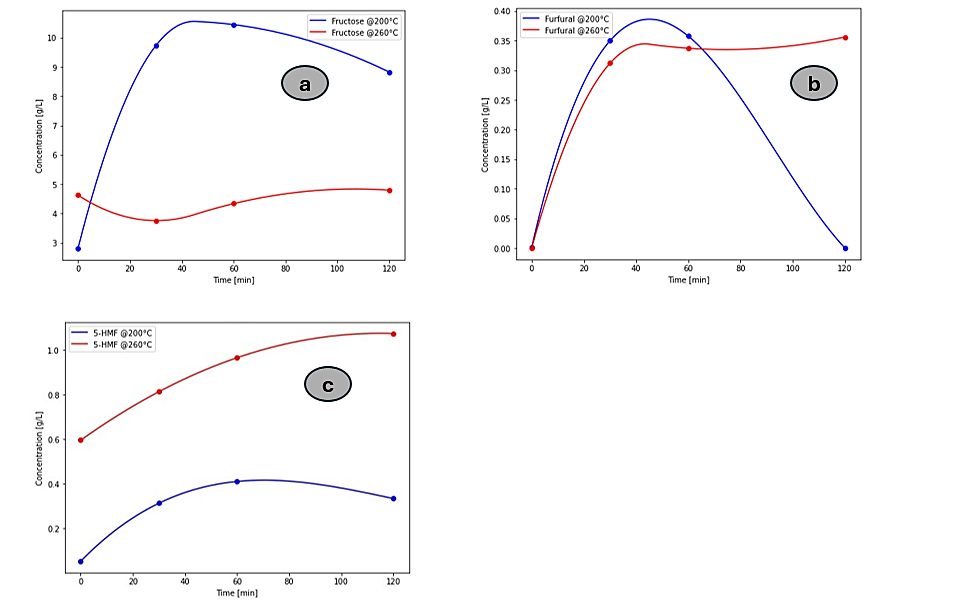 Fructose @200°C
Fructose @260°C
a
Concentration [g/L]
10
9
8
7
6
5
4
3
0 20 40 60 80 100 120
Time [min]
Furfural @200°C
Furfural @260°C
b
Concentration [g/L]
0.40
0.35
0.30
0.25
0.20
0.15
0.10
0.05
0.00
0 20 40 60 80 100 120
Time [min]
5-HMF @200°C
5-HMF @260°C
c
Concentration [g/L]
1.0
0.8
0.6
0.4
0.2
0 20 40 60 80 100 120
Time [min]